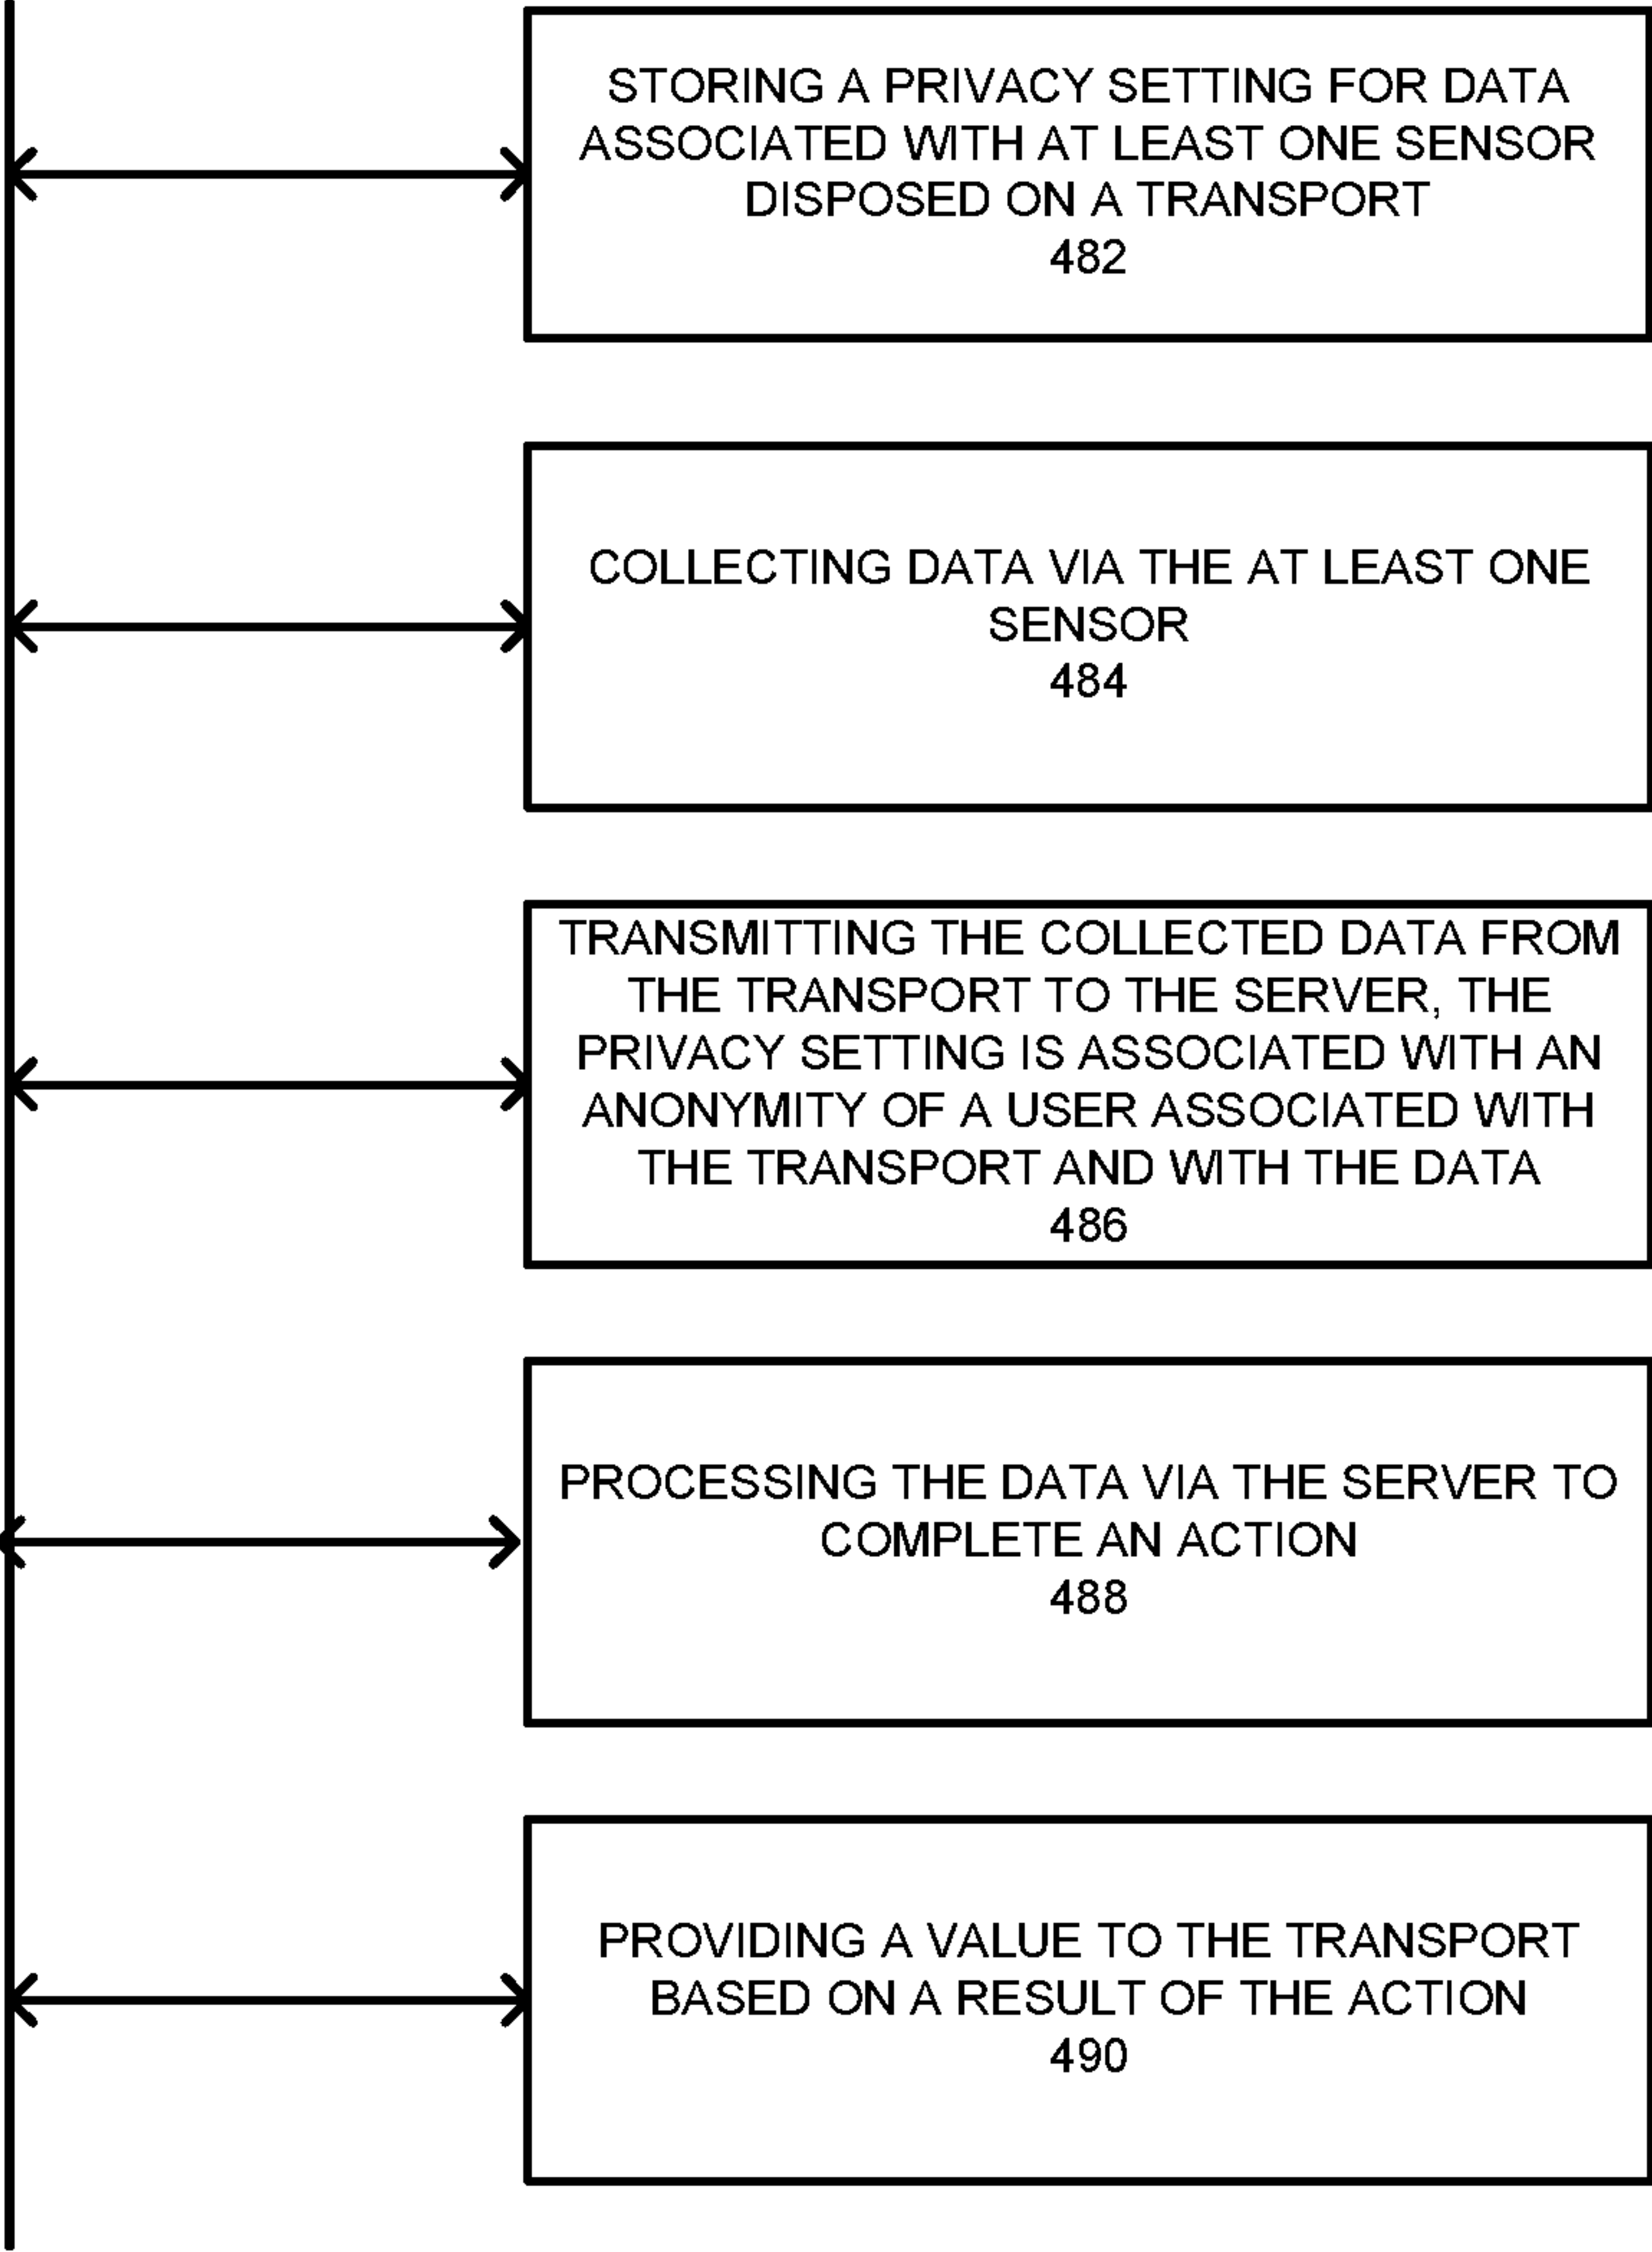 STORING A PRIVACY SETTING FOR DATA
ASSOCIATED WITH AT LEAST ONE SENSOR
DISPOSED ON A TRANSPORT
482
COLLECTING DATA VIA THE AT LEAST ONE
SENSOR
484
TRANSMITTING THE COLLECTED DATA FROM
THE TRANSPORT TO THE SERVER, THE
PRIVACY SETTING IS ASSOCIATED WITH AN
ANONYMITY OF A USER ASSOCIATED WITH
THE TRANSPORT AND WITH THE DATA
486
PROCESSING THE DATA VIA THE SERVER TO
COMPLETE AN ACTION
488
PROVIDING A VALUE TO THE TRANSPORT
BASED ON A RESULT OF THE ACTION
490